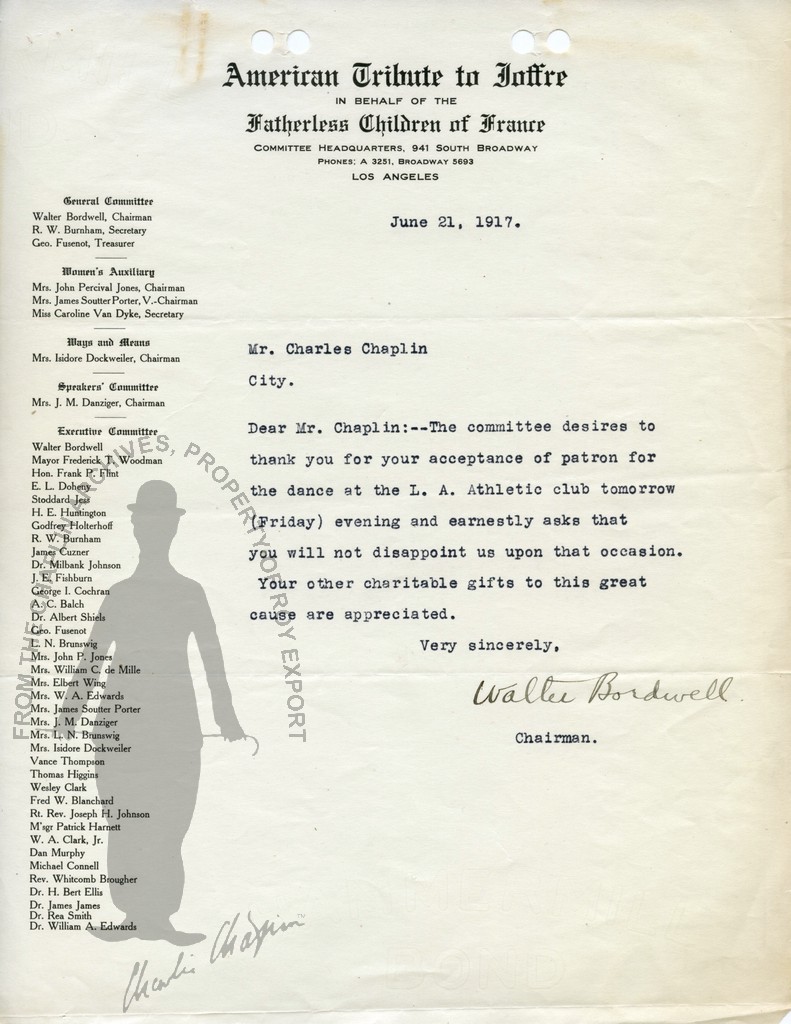 American Tribute to Joffre
IN BEHALF OF THE
Fatherless Children of France
COMMITTEE HEADQUARTERS, 941 SOUTH BROADWAY
PHONES; A 3251, BROADWAY 5693
LOS ANGELES
June 21, 1917.
General Committee
Walter Bordwell, Chairman
R. W. Burnham, Secretary
Geo. Fusenot, Treasurer
Women's Auxiliary
Mrs. John Percival Jones, Chairman
Mrs. James Soutter Porter, V.-Chairman
Miss Caroline Van Dyke, Secretary
Ways and Means
Mrs. Isidore Dockweiler, Chairman
Speakers' Committee
Mrs. J. M. Danziger, Chairman
Executive Committee
Walter Bordwell
Mayor Frederick T. Woodman
Hon. Frank P. Flint
E. L. Doheny
Stoddard Jess
H. E. Huntington
Godfrey Holterhoff
R. W. Burnham
James Cuzner
Dr. Milbank Johnson
J. E. Fishburn
George I. Cochran
A. C. Balch
Dr. Albert Shiels
Geo. Fusenot
L. N. Brunswig
Mrs. John P. Jones
Mrs. William C. de Mille
Mrs. Elbert Wing
Mrs. W. A. Edwards
Mrs. James Soutter Porter
Mrs. J. M. Danziger
Mrs. L. N. Brunswig
Mrs. Isidore Dockweiler
Vance Thompson
Thomas Higgins
Wesley Clark
Fred W. Blanchard
Rt. Rev. Joseph H. Johnson
M'sgr Patrick Harnett
W. A. Clark, Jr.
Dan Murphy
Michael Connell
Rev. Whitcomb Brougher
Dr. H. Bert Ellis
Dr. James James
Dr. Rea Smith
Dr. William A. Edwards
Mr. Charles Chaplin
City.
Dear Mr. Chaplin:--The committee desires to
thank you for your acceptance of patron for
the dance at the L. A. Athletic club tomorrow
(Friday) evening and earnestly asks that
you will not disappoint us upon that occasion.
Your other charitable gifts to this great
cause are appreciated.
Very sincerely,
Walter Bordwell.
Chairman.
FROM THE CHAPLIN ARCHIVES, PROPERTY OF ROY EXPORT
Charlie Chaplin